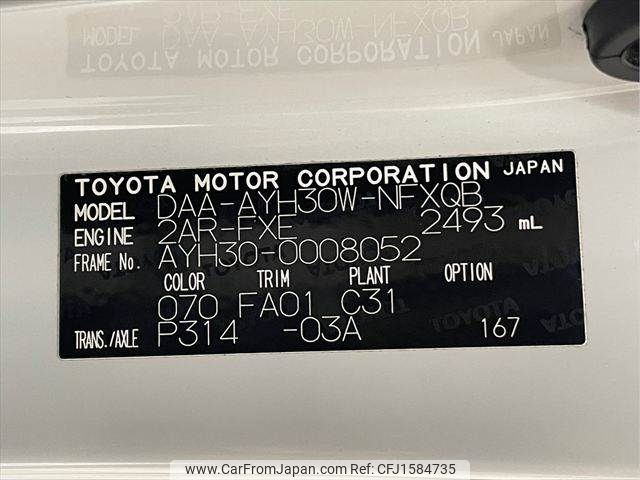 TOYOTA MOTOR CORPORATION JAPAN
MODEL DAA-AYH30W-NFXQB
ENGINE 2AR-FXE 2493 mL
FRAME No. AYH30-0008052
COLOR TRIM PLANT OPTION
070 FA01 C31
TRANS./AXLE P314 -03A 167
www.CarFromJapan.com © CFJ1584735